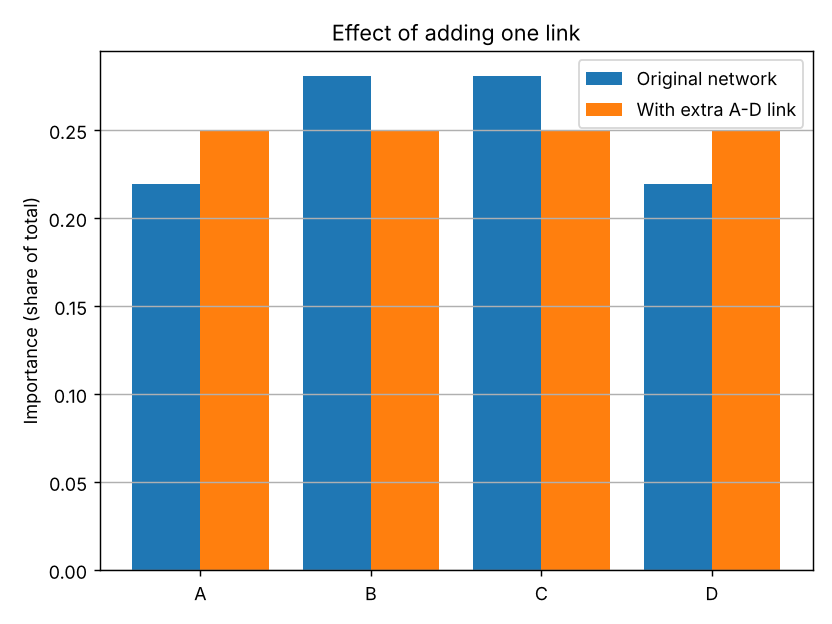 Effect of adding one link
Original network
With extra A-D link
Importance (share of total)
0.25
0.20
0.15
0.10
0.05
0.00
A
B
C
D